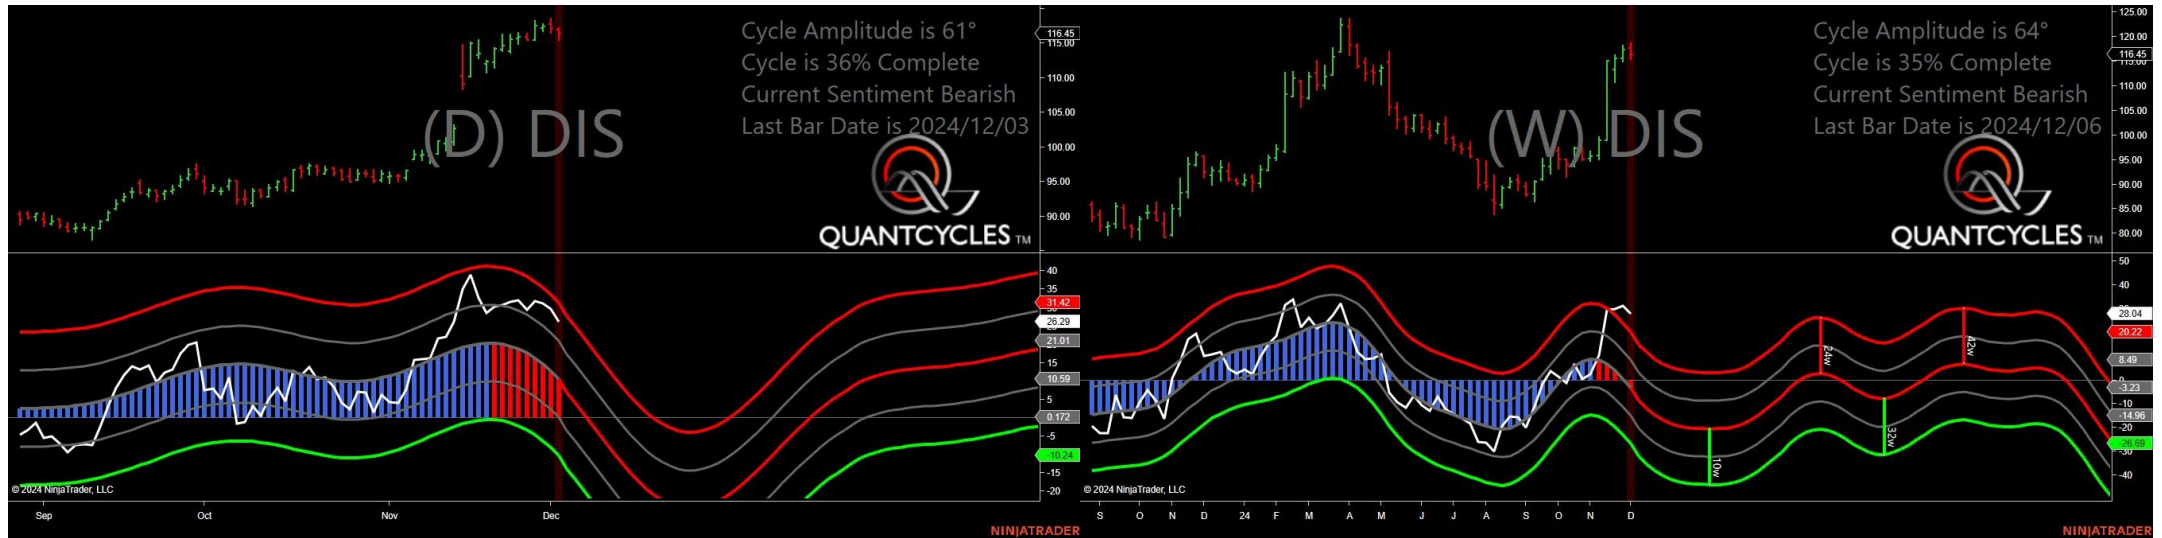 Cycle Amplitude is 61°
Cycle is 36% Complete
Current Sentiment Bearish
Last Bar Date is 2024/12/03
(D) DIS
QUANTCYCLES TM
116.45
115.00
110.00
105.00
100.00
95.00
90.00
40
35
31.42
26.29
21.01
15
10.59
5
0.172
-5
-10.24
-15
-20
© 2024 NinjaTrader, LLC
Sep Oct Nov Dec
NINJATRADER
Cycle Amplitude is 64°
Cycle is 35% Complete
Current Sentiment Bearish
Last Bar Date is 2024/12/06
(W) DIS
QUANTCYCLES TM
125.00
120.00
116.45
115.00
110.00
105.00
100.00
95.00
90.00
85.00
80.00
50
40
28.04
20.22
8.49
-3.23
-10
-14.96
-20
-26.69
-30
-40
10w
24w
32w
42w
© 2024 NinjaTrader, LLC
S O N D 24 F M A M J J A S O N D
NINJATRADER